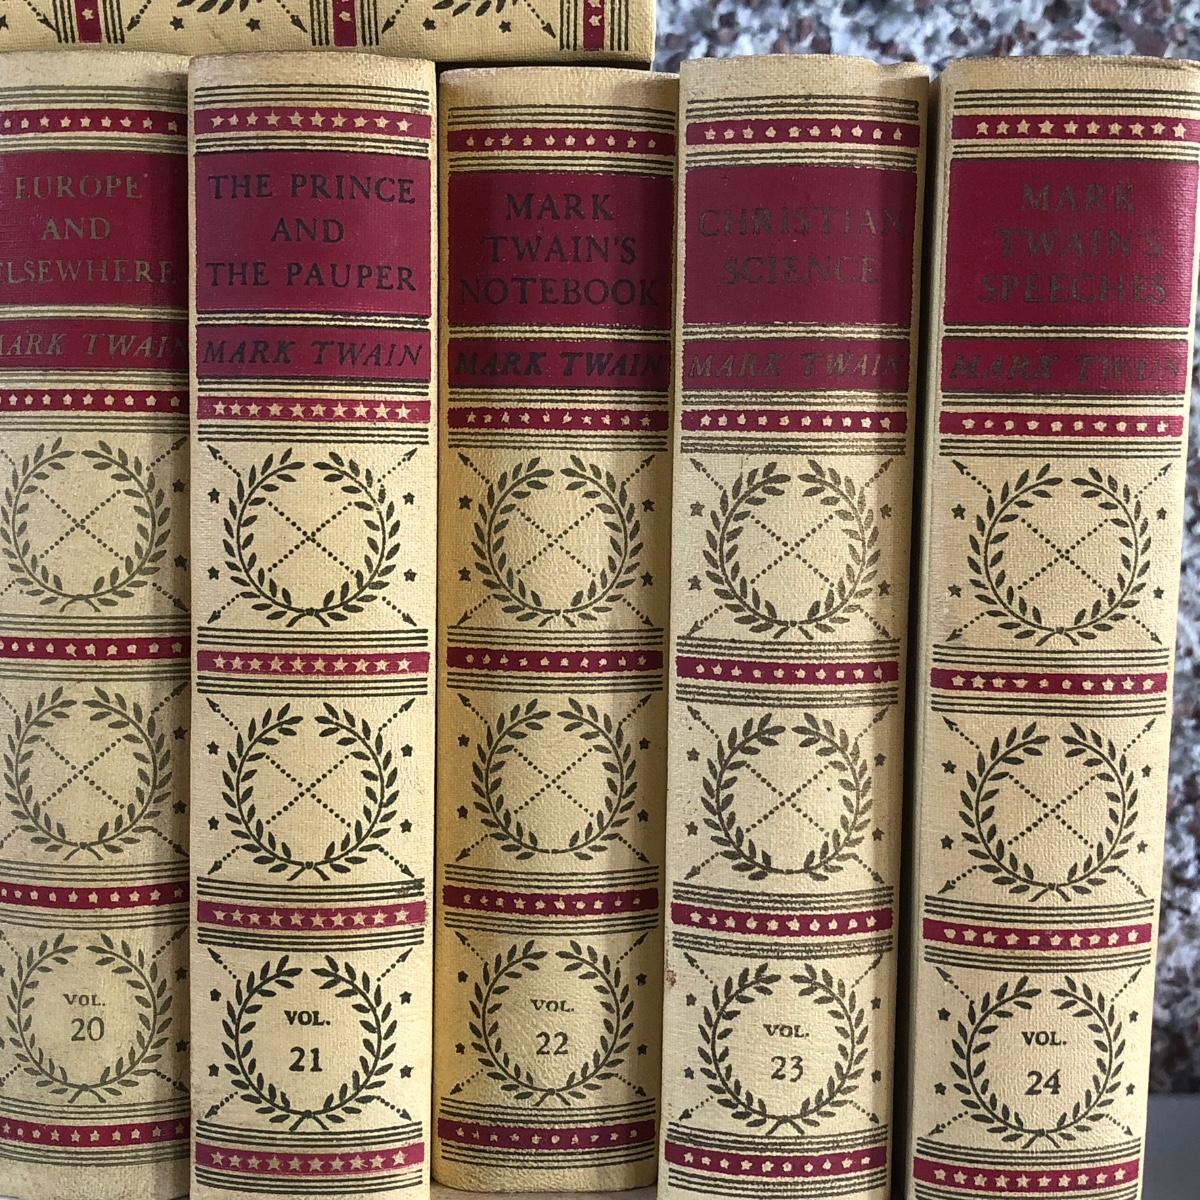 EUROPE
AND
ELSEWHERE
MARK TWAIN
VOL.
20
THE PRINCE
AND
THE PAUPER
MARK TWAIN
VOL.
21
MARK
TWAIN'S
NOTEBOOK
MARK TWAIN
VOL.
22
CHRISTIAN
SCIENCE
MARK TWAIN
VOL.
23
MARK
TWAIN'S
SPEECHES
MARK TWAIN
VOL.
24